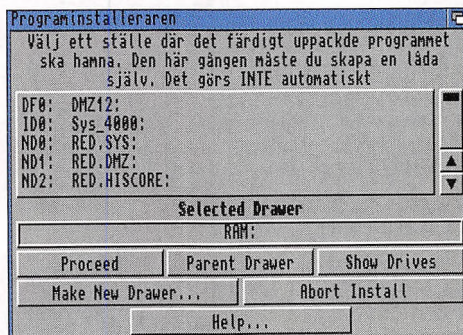 Programinstalleraren
Välj ett ställe där det färdigt uppackde programmet
ska hamna. Den här gången måste du skapa en låda
själv. Det görs INTE automatiskt
DF0: DMZ12:
ID0: Sys_4000:
ND0: RED.SYS:
ND1: RED.DMZ:
ND2: RED.HISCORE:
Selected Drawer
RAM:
Proceed Parent Drawer Show Drives
Make New Drawer... Abort Install
Help...